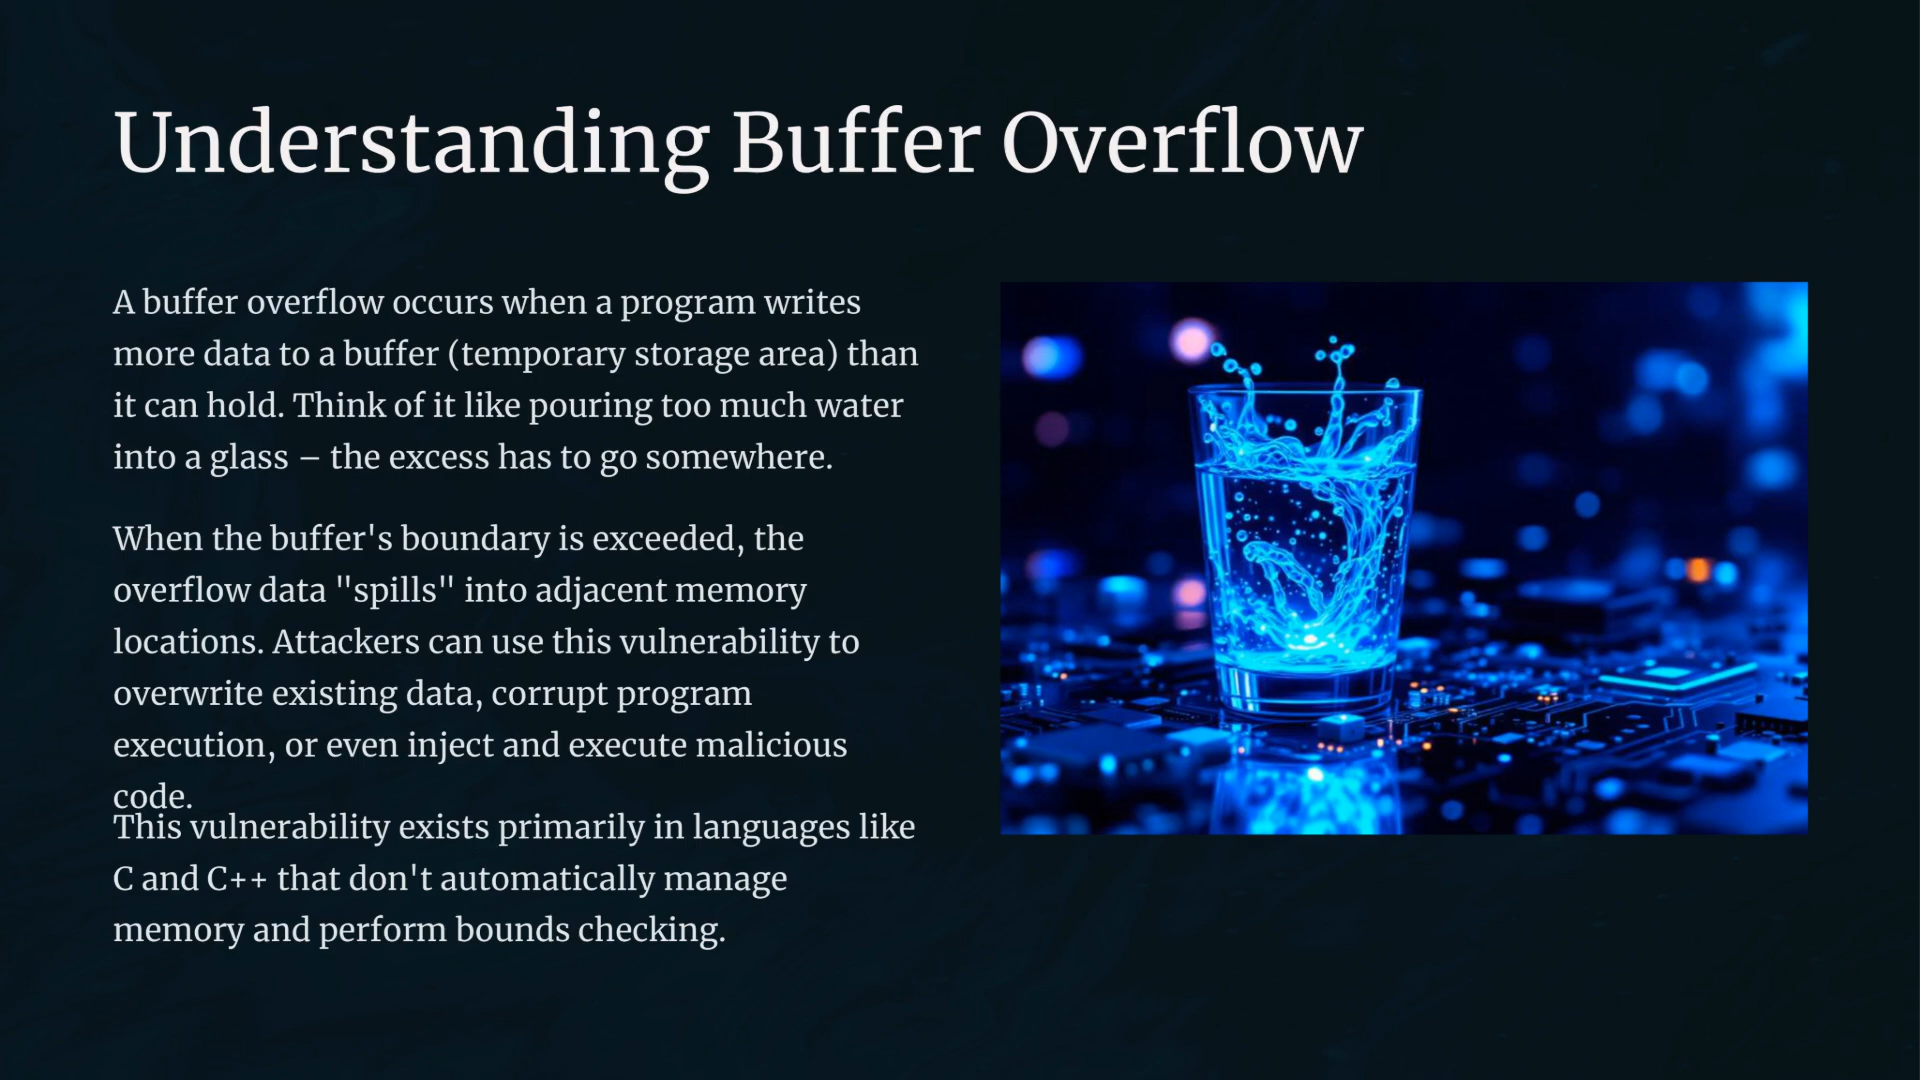 Understanding Buffer Overflow
A buffer overflow occurs when a program writes
more data to a buffer (temporary storage area) than
it can hold. Think of it like pouring too much water
into a glass – the excess has to go somewhere.
When the buffer's boundary is exceeded, the
overflow data "spills" into adjacent memory
locations. Attackers can use this vulnerability to
overwrite existing data, corrupt program
execution, or even inject and execute malicious
code.
This vulnerability exists primarily in languages like
C and C++ that don't automatically manage
memory and perform bounds checking.